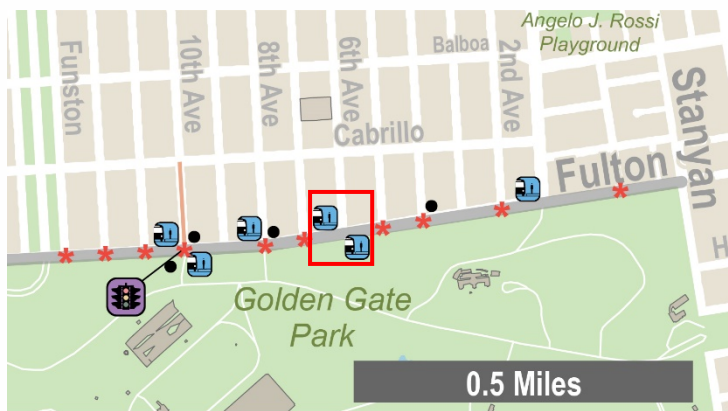 Angelo J. Rossi
Playground
Funston
10th Ave
8th Ave
6th Ave
Balboa
2nd Ave
Stanyan
Cabrillo
Fulton
H
Golden Gate
Park
0.5 Miles